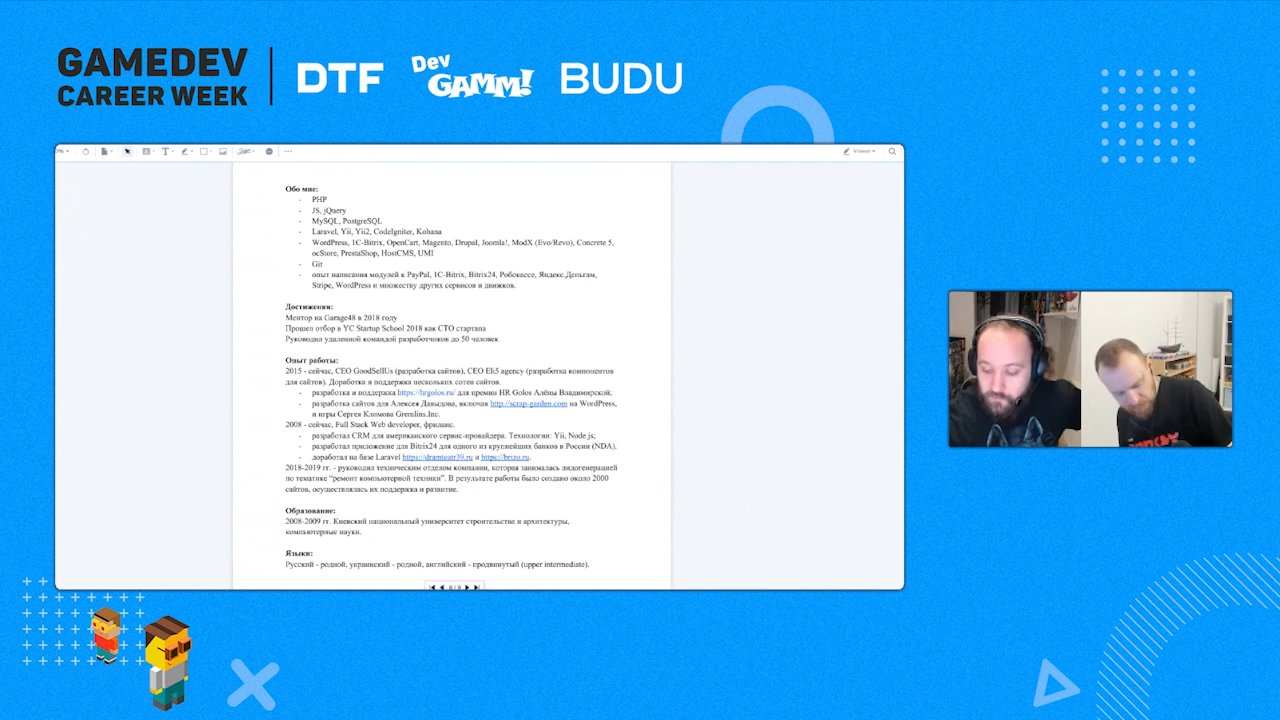 GAMEDEV
CAREER WEEK
DTF
Dev
GAMM!
BUDU
Viewer
Обо мне:
- PHP
- JS, jQuery
- MySQL, PostgreSQL
- Laravel, Yii, Yii2, CodeIgniter, Kohana
- WordPress, 1C-Bitrix, OpenCart, Magento, Drupal, Joomla!, ModX (Evo/Revo), Concrete 5,
ocStore, PrestaShop, HostCMS, UMI
- Git
- опыт написания модулей к PayPal, 1C-Bitrix, Bitrix24, Робокассе, Яндекс.Деньгам,
Stripe, WordPress и множеству других сервисов и движков.
Достижения:
Ментор на Garage48 в 2018 году
Прошел отбор в YC Startup School 2018 как CTO стартапа
Руководил удаленной командой разработчиков до 50 человек
Опыт работы:
2015 - сейчас, CEO GoodSellUs (разработка сайтов), CEO Eli5 agency (разработка компонентов
для сайтов). Доработка и поддержка нескольких сотен сайтов.
- разработка и поддержка https://hrgolos.ru/ для премии HR Golos Алёны Владимирской;
- разработка сайтов для Алексея Давыдова, включая http://scrap-garden.com на WordPress,
и игры Сергея Климова Gremlins,Inc.
2008 - сейчас, Full Stack Web developer, фриланс.
- разработал CRM для американского сервис-провайдера. Технологии: Yii, Node.js;
- разработал приложение для Bitrix24 для одного из крупнейших банков в России (NDA).
- доработал на базе Laravel https://dramteatr39.ru и https://brizo.ru.
2018-2019 гг. - руководил техническим отделом компании, которая занималась лидогенерацией
по тематике “ремонт компьютерной техники”. В результате работы было создано около 2000
сайтов, осуществлялась их поддержка и развитие.
Образование:
2008-2009 гг. Киевский национальный университет строительства и архитектуры,
компьютерные науки.
Языки:
Русский - родной, украинский - родной, английский - продвинутый (upper intermediate).